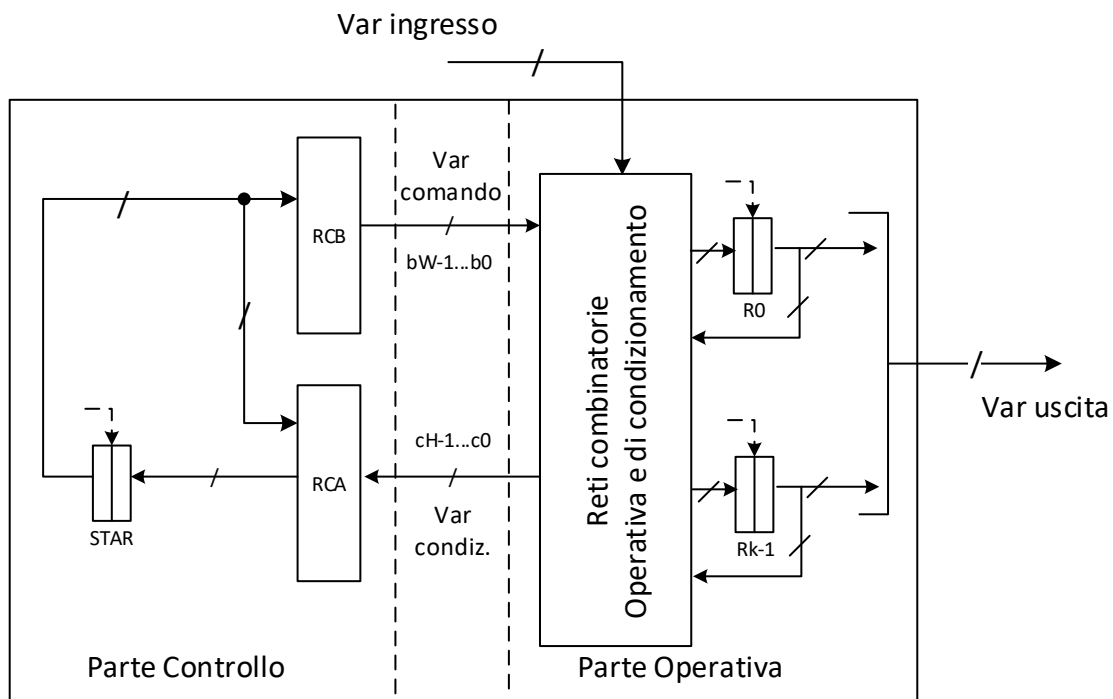 Var ingresso
RCB
Var
comando
bW-1...b0
Reti combinatorie
Operativa e di condizionamento
R0
Var uscita
RCA
cH-1...c0
Var
condiz.
STAR
Rk-1
Parte Controllo
Parte Operativa